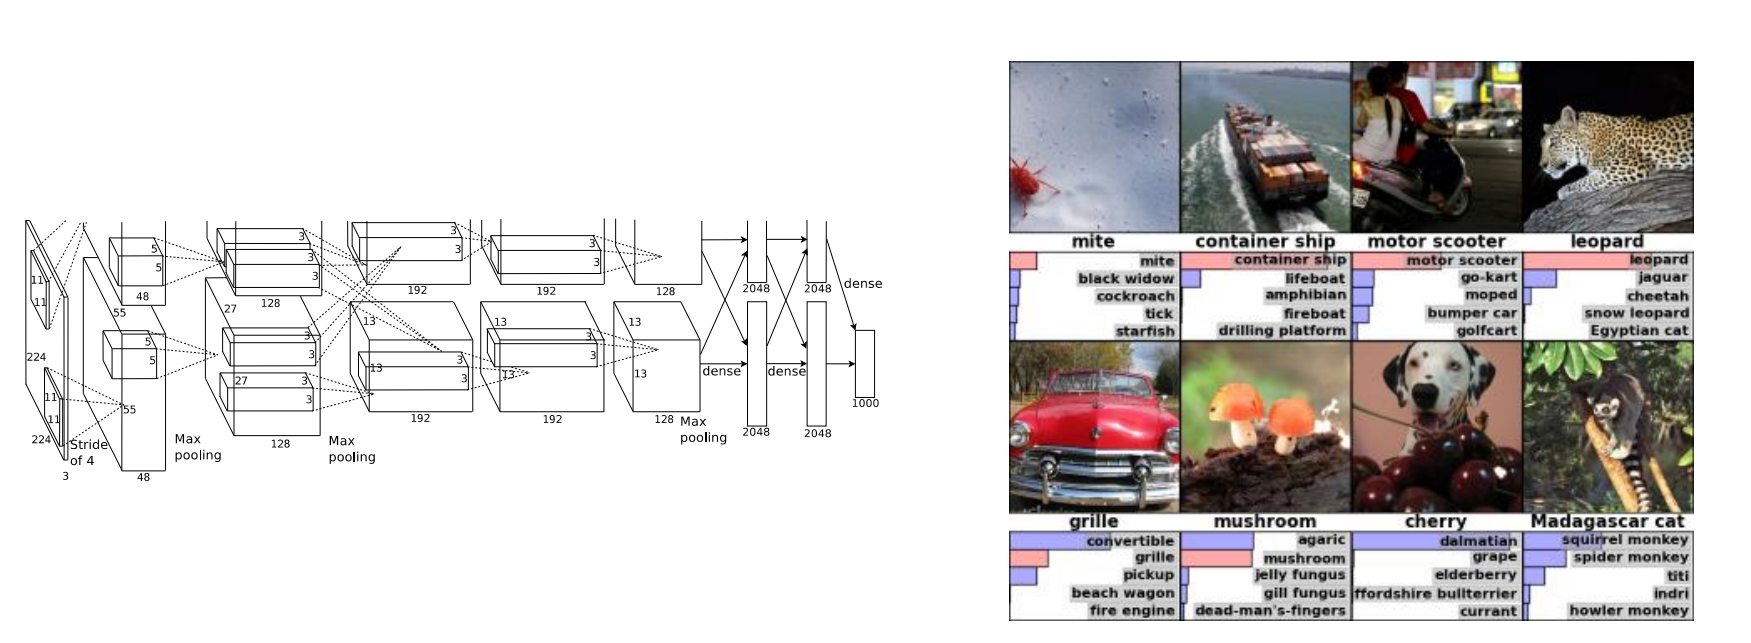 11
11
224
11
11
224
3
Stride
of 4
5
5
48
55
5
5
55
48
Max
pooling
3
3
3
128
27
3
3
27
3
3
128
Max
pooling
3
3
192
13
3
13
3
192
3
3
192
13
3
3
13
192
128
13
13
128
Max
pooling
dense
2048
2048
dense
2048
2048
dense
1000
mite
container ship
motor scooter
leopard
mite
black widow
cockroach
tick
starfish
container ship
lifeboat
amphibian
fireboat
drilling platform
motor scooter
go-kart
moped
bumper car
golfcart
leopard
jaguar
cheetah
snow leopard
Egyptian cat
grille
mushroom
cherry
Madagascar cat
convertible
grille
pickup
beach wagon
fire engine
agaric
mushroom
jelly fungus
gill fungus
dead-man's-fingers
dalmatian
grape
elderberry
ffordshire bullterrier
currant
squirrel monkey
spider monkey
titi
indri
howler monkey